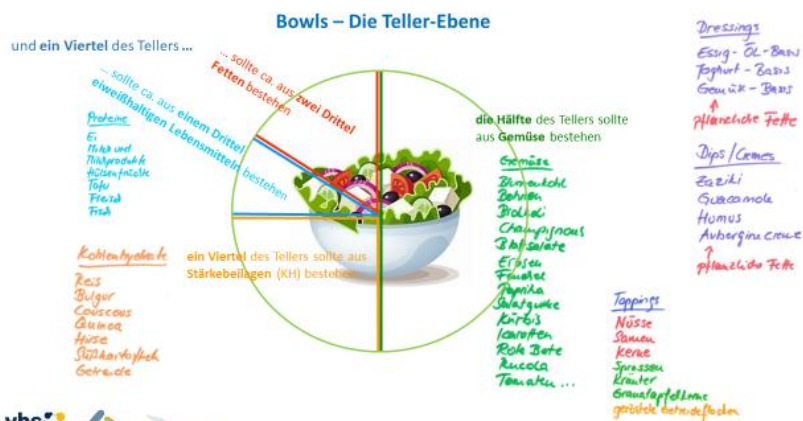 Bowls – Die Teller-Ebene
und ein Viertel des Tellers ...
... sollte ca. aus zwei Drittel
Fetten bestehen
... sollte ca. aus einem Drittel
eiweißhaltigen Lebensmitteln bestehen
Proteine
Ei
Milch und
Milchprodukte
Hülsenfrüchte
Tofu
Fleisch
Fisch
Kohlenhydrate
Reis
Bulgur
Couscous
Quinoa
Hirse
Süßkartoffeln
Getreide
ein Viertel des Tellers sollte aus
Stärkebeilagen (KH) bestehen
die Hälfte des Tellers sollte
aus Gemüse bestehen
Gemüse
Blumenkohl
Bohnen
Brokkoli
Champignons
Blattsalate
Erbsen
Fenchel
Paprika
Salatgurke
Kürbis
Karotten
Rote Bete
Rucola
Tomaten ...
Dressings
Essig-Öl-Basis
Joghurt-Basis
Gemüse-Basis
pflanzliche Fette
Dips/Cremes
Zaziki
Guacamole
Humus
Auberginecreme
pflanzliche Fette
Toppings
Nüsse
Samen
Kerne
Sprossen
Kräuter
Granatapfelkerne
geröstete Getreideflocken
vhs